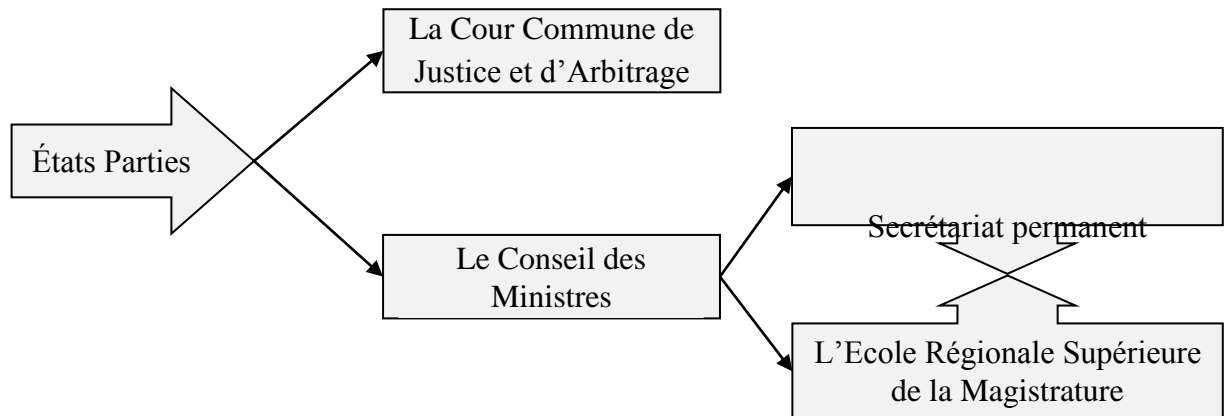 La Cour Commune de
Justice et d’Arbitrage
États Parties
Secrétariat permanent
Le Conseil des
Ministres
L’Ecole Régionale Supérieure
de la Magistrature